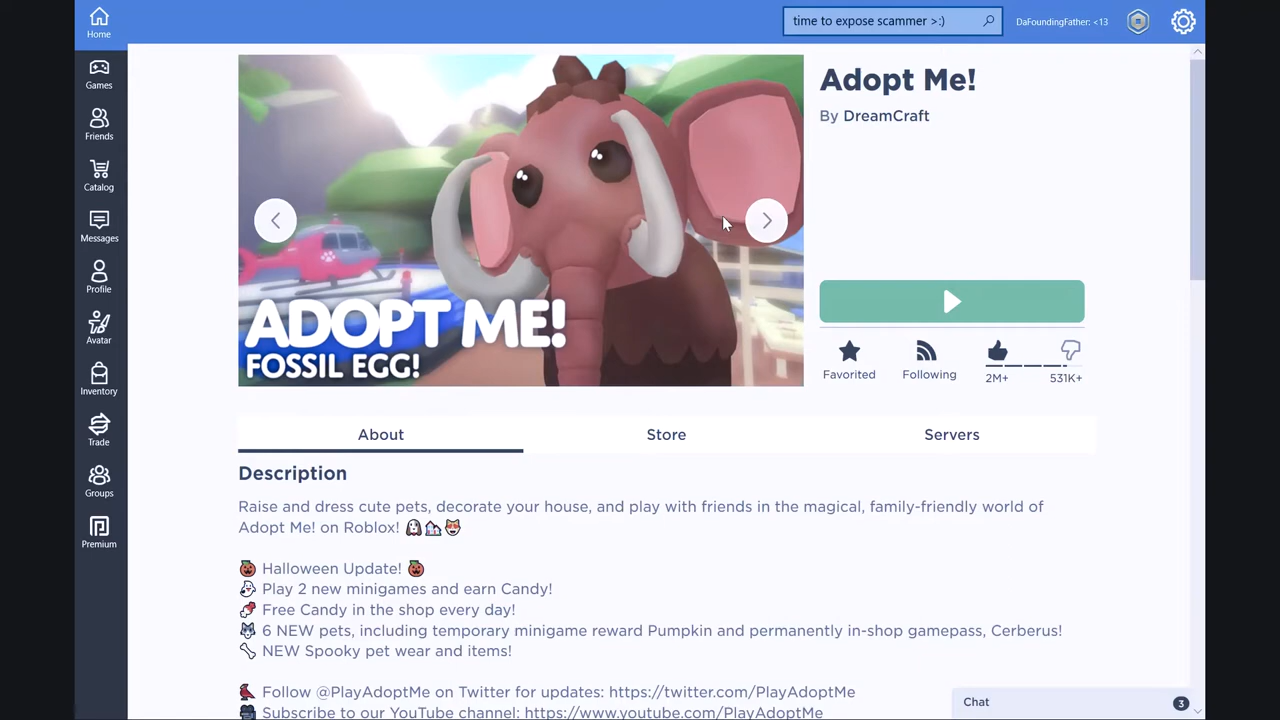 Home
time to expose scammer >:)
DaFoundingFather: <13
Games
Friends
Catalog
Messages
Profile
Avatar
Inventory
Trade
Groups
Premium
ADOPT ME!
FOSSIL EGG!
Adopt Me!
By DreamCraft
Favorited
Following
2M+
531K+
About
Store
Servers
Description
Raise and dress cute pets, decorate your house, and play with friends in the magical, family-friendly world of
Adopt Me! on Roblox!
Halloween Update!
Play 2 new minigames and earn Candy!
Free Candy in the shop every day!
6 NEW pets, including temporary minigame reward Pumpkin and permanently in-shop gamepass, Cerberus!
NEW Spooky pet wear and items!
Follow @PlayAdoptMe on Twitter for updates: https://twitter.com/PlayAdoptMe
Subscribe to our YouTube channel: https://www.youtube.com/PlayAdoptMe
Chat
3